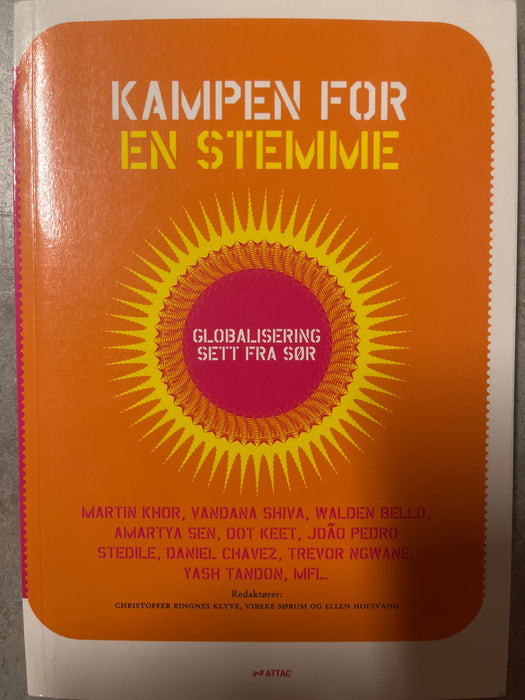 KAMPEN FOR
EN STEMME
GLOBALISERING
SETT FRA SØR
MARTIN KHOR, VANDANA SHIVA, WALDEN BELLO,
AMARTYA SEN, DOT KEET, JOÃO PEDRO
STEDILE, DANIEL CHAVEZ, TREVOR NGWANE,
YASH TANDON, MFL.
Redaktører:
CHRISTOFFER RINGNES KLYVE, VIBEKE SØRUM OG ELLEN HOFSVANG
ATTAC